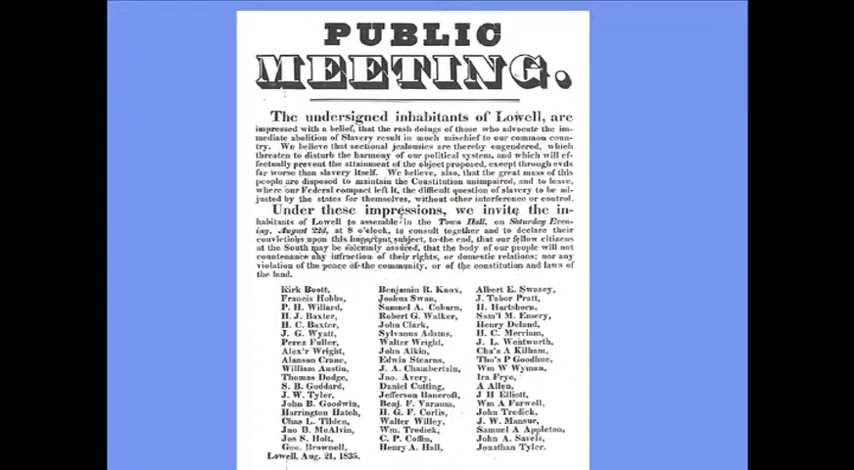 PUBLIC
MEETING.
The undersigned inhabitants of Lowell, are
impressed with a belief, that the rash doings of those who advocate the im-
mediate abolition of Slavery result in much mischief to our common coun-
try. We believe that sectional jealousies are thereby engendered, which
threaten to disturb the harmony of our political system, and which will ef-
fectually prevent the attainment of the object proposed, except through evils
far worse than slavery itself. We believe, also, that the great mass of this
people are disposed to maintain the Constitution unimpaired, and to leave,
where our Federal compact left it, the difficult question of slavery to be ad-
justed by the states for themselves, without other interference or control.
Under these impressions, we invite the in-
habitants of Lowell to assemble in the Town Hall, on Saturday Even-
ing, August 22d, at 8 o'clock, to consult together and to declare their
convictions upon this important subject, to the end, that our fellow citizens
at the South may be solemnly assured, that the body of our people will not
countenance any infraction of their rights, or domestic relations; nor any
violation of the peace of the community, or of the constitution and laws of
the land.
Kirk Boott,
Francis Hobbs,
P. H. Willard,
H. J. Baxter,
H. C. Baxter,
J. G. Wyatt,
Perez Fuller,
Alex'r Wright,
Alanson Crane,
William Austin,
Thomas Dodge,
S. B. Goddard,
J. W. Tyler,
John B. Goodwin,
Harrington Hatch,
Chas L. Tilden,
Jno B. McAlvin,
Jos S. Holt,
Geo. Brownell,
Benjamin R. Knox,
Joshua Swan,
Samuel A. Coburn,
Robert G. Walker,
John Clark,
Sylvanus Adams,
Walter Wright,
John Aikin,
Edwin Stearns,
J. A. Chamberlain,
Jno. Avery,
Daniel Cutting,
Jefferson Bancroft,
Benj. F. Varnum,
H. G. F. Corlis,
Walter Willey,
Wm. Tredick,
C. P. Coffin,
Henry A. Hall,
Albert E. Swasey,
J. Tabor Pratt,
H. Hartshorn,
Sam'l M. Emery,
Henry Deland,
H. C. Merriam,
J. L. Wentworth,
Cha's A Kilham,
Tho's P Goodhue,
Wm W Wyman,
Ira Frye,
A Allen,
J H Elliott,
Wm A Farwell,
John Tredick,
J. W. Mansur,
Samuel A Appleton,
John A. Savels,
Jonathan Tyler.
Lowell, Aug. 21, 1835.